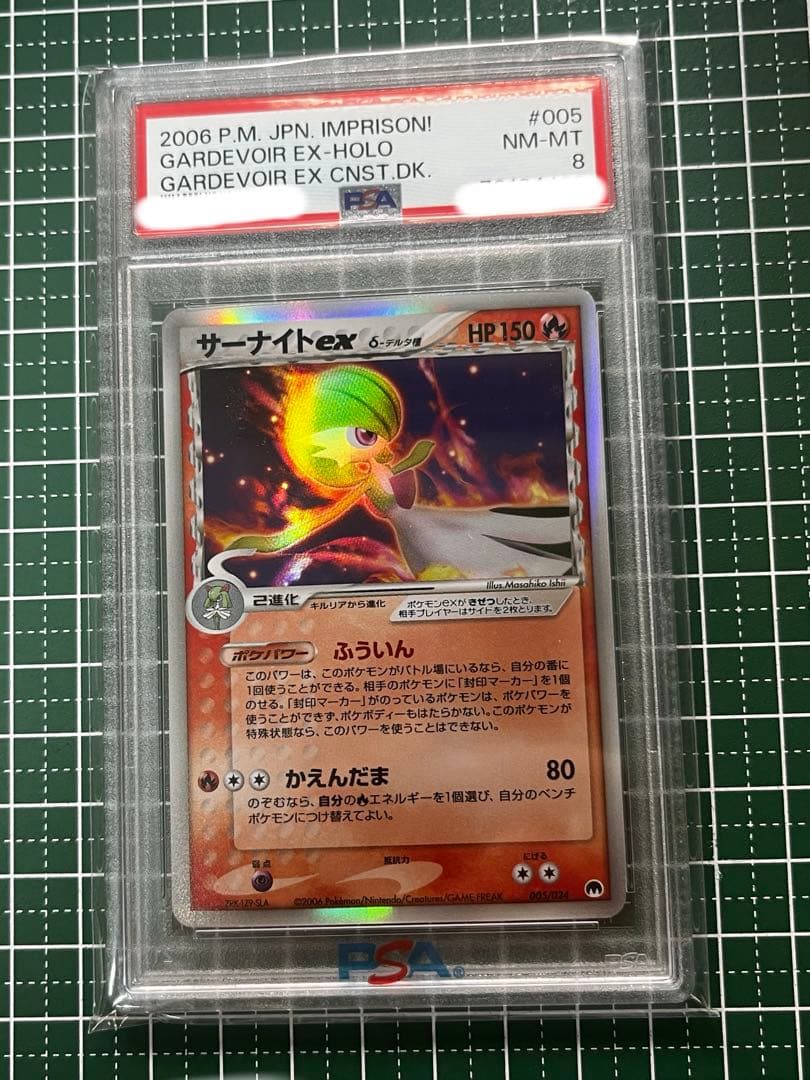 2006 P.M. JPN. IMPRISON!
#005
GARDEVOIR EX-HOLO
NM-MT
GARDEVOIR EX CNST.DK.
8
PSA
サーナイトex δ-デルタ種 HP150
Illus.Masahiko Ishii
2進化 キルリアから進化
ポケモンexがきぜつしたとき、
相手プレイヤーはサイドを2枚とります。
ポケパワー ふういん
このパワーは、このポケモンがバトル場にいるなら、自分の番に
1回使うことができる。相手のポケモンに「封印マーカー」を1個
のせる。「封印マーカー」がのっているポケモンは、ポケパワーを
使うことができず、ポケボディーもはたらかない。このポケモンが
特殊状態なら、このパワーを使うことはできない。
かえんだま 80
のぞむなら、自分のエネルギーを1個選び、自分のベンチ
ポケモンにつけ替えてよい。
弱点 抵抗力 にげる
ZPK-1Z9-SLA ©2006 Pokémon/Nintendo/Creatures/GAME FREAK 005/024
PSA
PSA